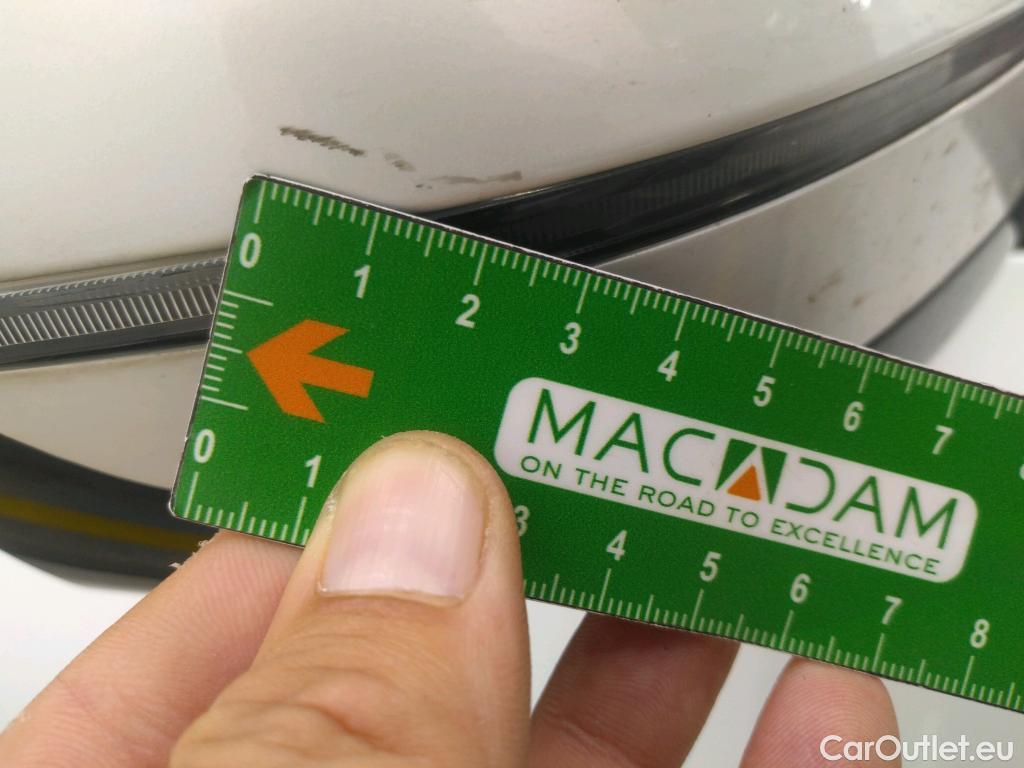 0 1 2 3 4 5 6 7
MACADAM
ON THE ROAD TO EXCELLENCE
0 1 3 4 5 6 7 8
CarOutlet.eu